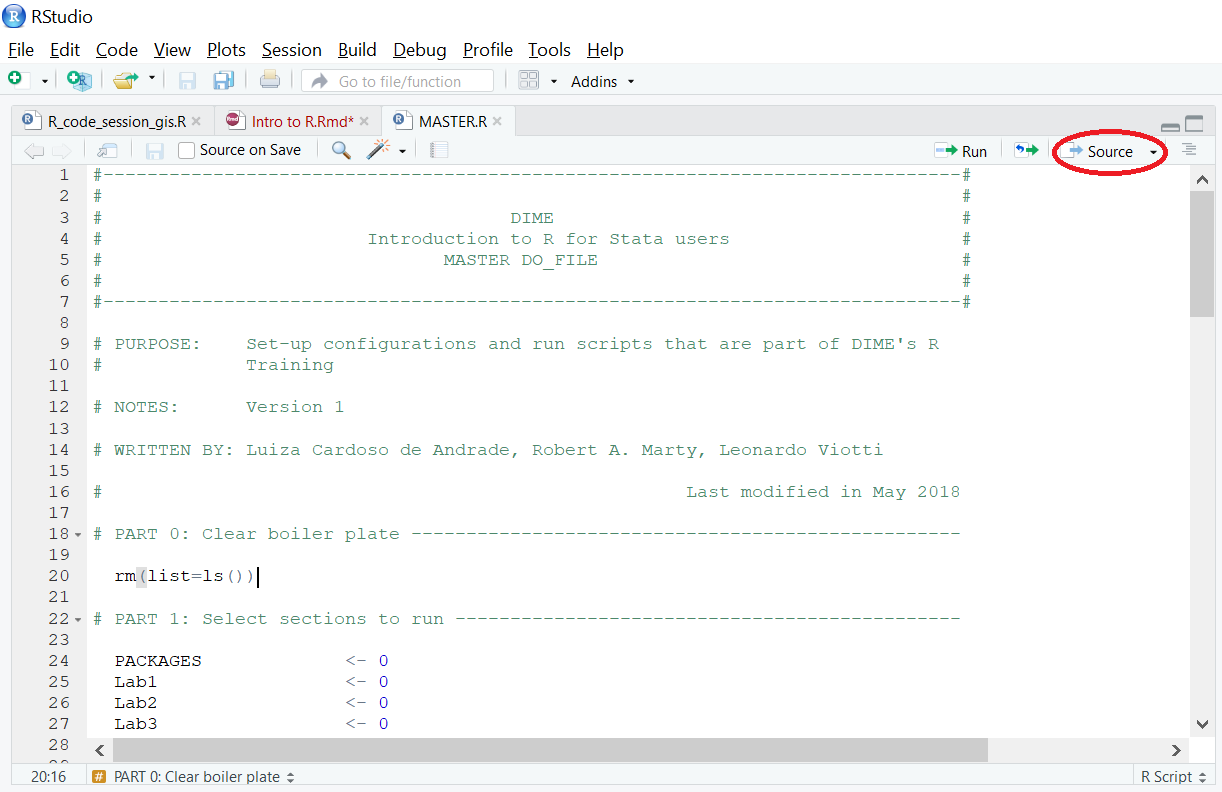 RStudio
File Edit Code View Plots Session Build Debug Profile Tools Help
Go to file/function Addins
R_code_session_gis.R Intro to R.Rmd* MASTER.R
Source on Save Run Source
1 #------------------------------------------------------------------------------#
2 # #
3 # DIME #
4 # Introduction to R for Stata users #
5 # MASTER DO_FILE #
6 # #
7 #------------------------------------------------------------------------------#
8
9 # PURPOSE: Set-up configurations and run scripts that are part of DIME's R
10 # Training
11
12 # NOTES: Version 1
13
14 # WRITTEN BY: Luiza Cardoso de Andrade, Robert A. Marty, Leonardo Viotti
15
16 # Last modified in May 2018
17
18 # PART 0: Clear boiler plate --------------------------------------------------
19
20 rm(list=ls())
21
22 # PART 1: Select sections to run ----------------------------------------------
23
24 PACKAGES <- 0
25 Lab1 <- 0
26 Lab2 <- 0
27 Lab3 <- 0
28
20:16 # PART 0: Clear boiler plate R Script